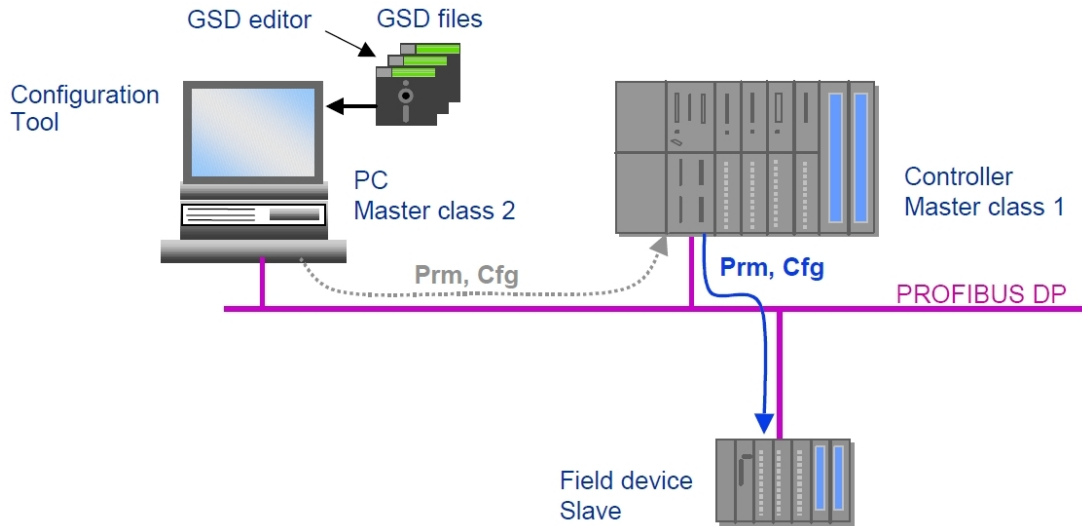 GSD editor
GSD files
Configuration
Tool
PC
Master class 2
Controller
Master class 1
Prm, Cfg
Prm, Cfg
PROFIBUS DP
Field device
Slave